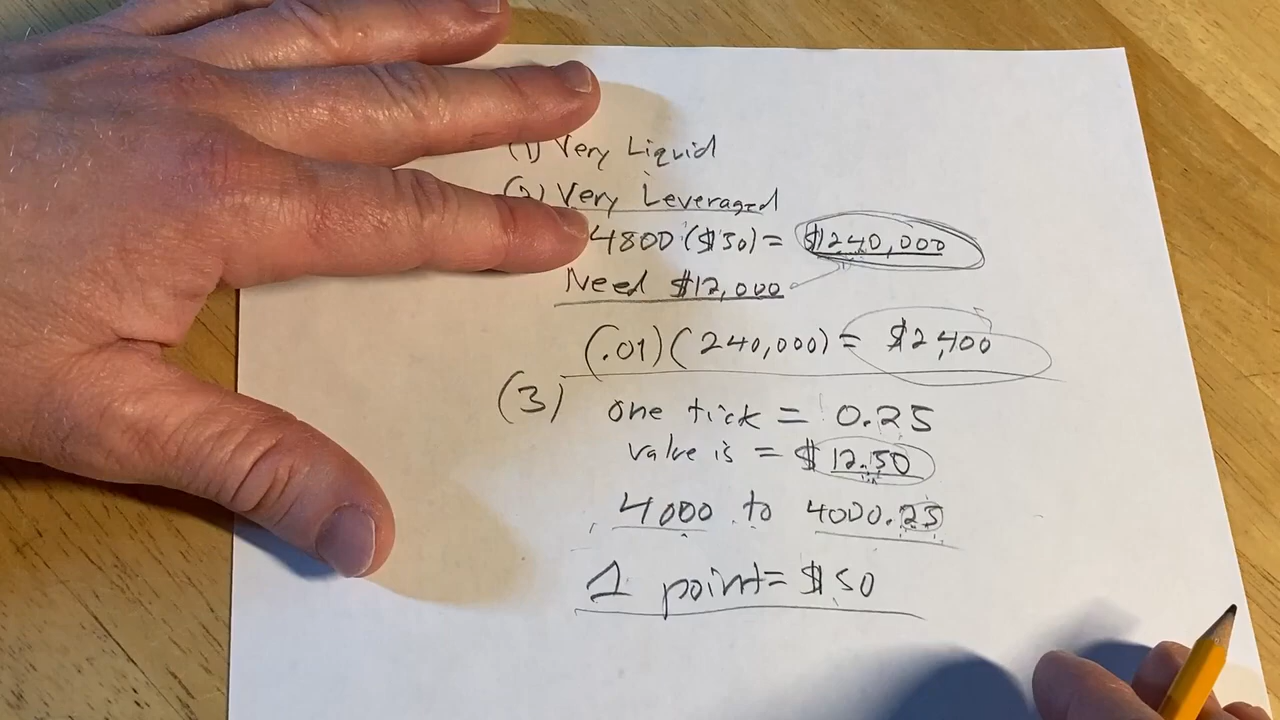 (1) Very Liquid
(2) Very Leveraged
4800 ($50) = $240,000
Need $12,000
(.01)(240,000) = $2,400
(3) one tick = 0.25
value is = $12.50
4000 to 4000.25
1 point = $50